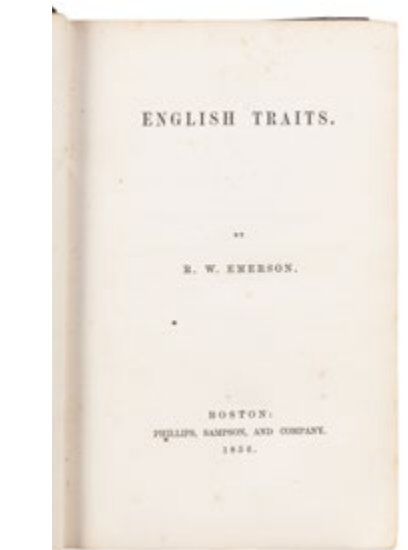 ENGLISH TRAITS.
BY
R. W. EMERSON.
BOSTON:
PHILLIPS, SAMPSON, AND COMPANY.
1856.